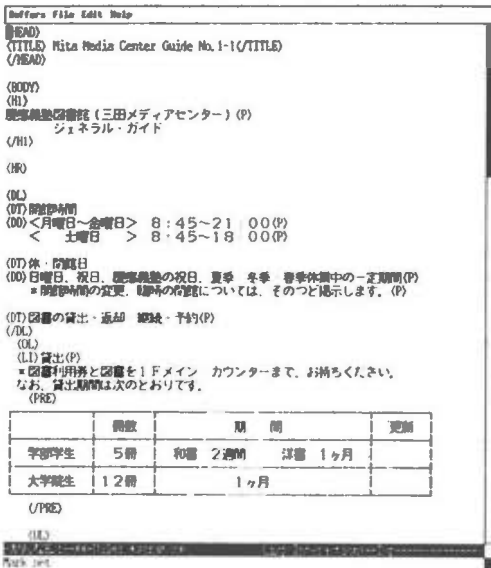 Buffers File Edit Help
<HEAD>
<TITLE> Mita Media Center Guide No.1-1</TITLE>
</HEAD>
<BODY>
<H1>
慶應義塾図書館（三田メディアセンター）<P>
ジェネラル・ガイド
</H1>
<HR>
<DL>
<DT>開館時間
<DD><月曜日～金曜日> 8:45～21 00<P>
< 土曜日 > 8:45～18 00<P>
<DT>休・閉館日
<DD>日曜日、祝日、慶應義塾の祝日、夏季 冬季 春季休業中の一定期間<P>
＊開館時間の変更、臨時の閉館については、そのつど掲示します。<P>
<DT>図書の貸出・返却 継続・予約<P>
</DL>
<OL>
<LI>貸出<P>
＊図書利用券と図書を１Ｆメイン カウンターまで、お持ちください。
なお、貸出期間は次のとおりです。
<PRE>
冊数 期 間 更新
学部学生 5冊 和書 2週間 洋書 1ヶ月
大学院生 12冊 1ヶ月
</PRE>
<UL>
Mark set